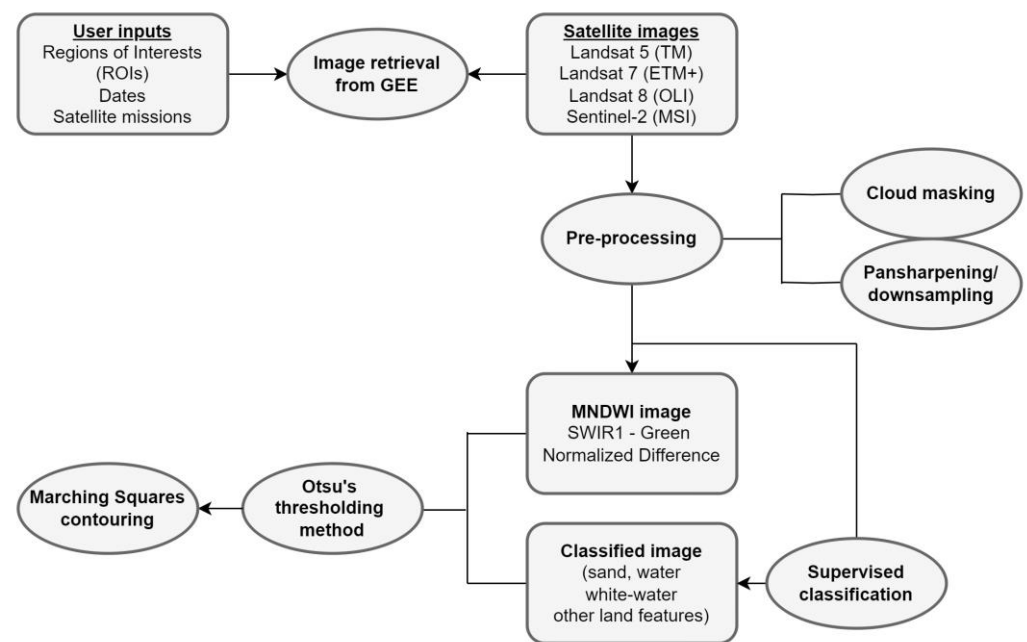 User inputs
Regions of Interests
(ROIs)
Dates
Satellite missions
Image retrieval
from GEE
Satellite images
Landsat 5 (TM)
Landsat 7 (ETM+)
Landsat 8 (OLI)
Sentinel-2 (MSI)
Pre-processing
Cloud masking
Pansharpening/
downsampling
MNDWI image
SWIR1 - Green
Normalized Difference
Marching Squares
contouring
Otsu's
thresholding
method
Classified image
(sand, water
white-water
other land features)
Supervised
classification